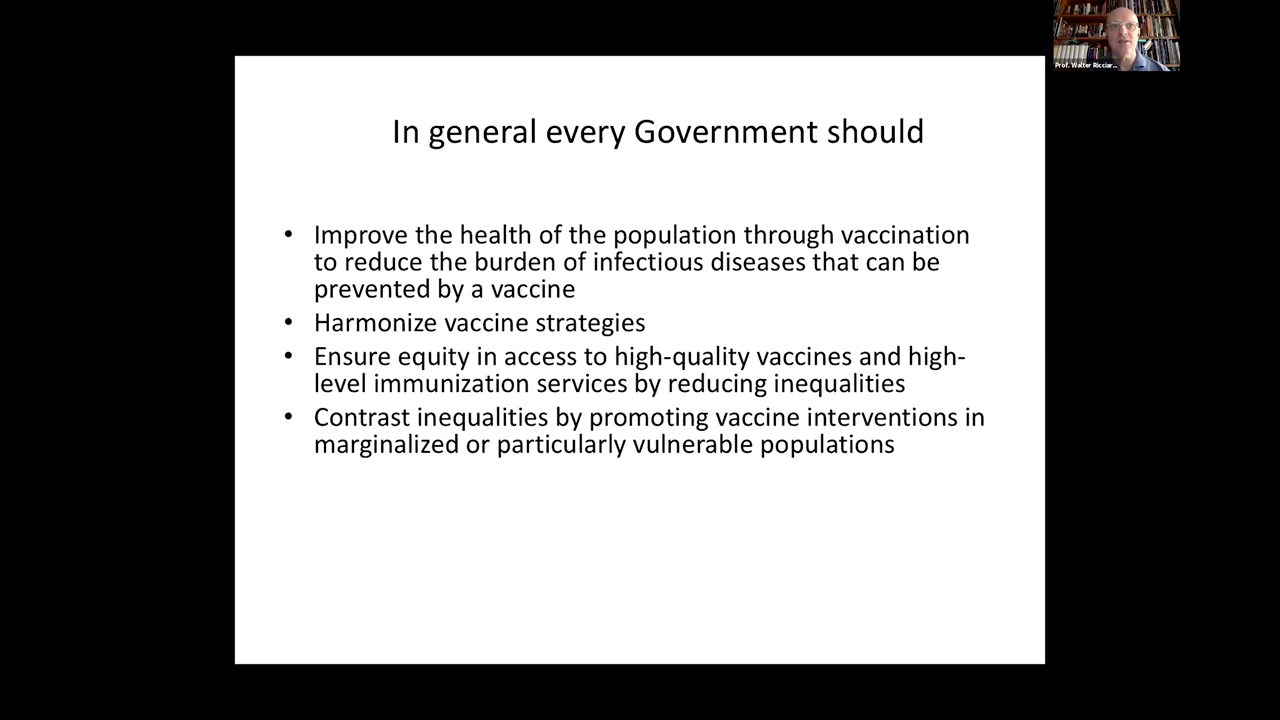 Prof. Walter Ricciar...
In general every Government should
• Improve the health of the population through vaccination
to reduce the burden of infectious diseases that can be
prevented by a vaccine
• Harmonize vaccine strategies
• Ensure equity in access to high-quality vaccines and high-
level immunization services by reducing inequalities
• Contrast inequalities by promoting vaccine interventions in
marginalized or particularly vulnerable populations